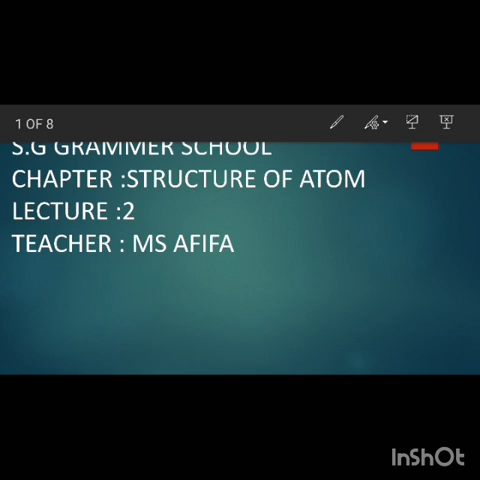 1 OF 8
S.G GRAMMER SCHOOL
CHAPTER :STRUCTURE OF ATOM
LECTURE :2
TEACHER : MS AFIFA
InShOt